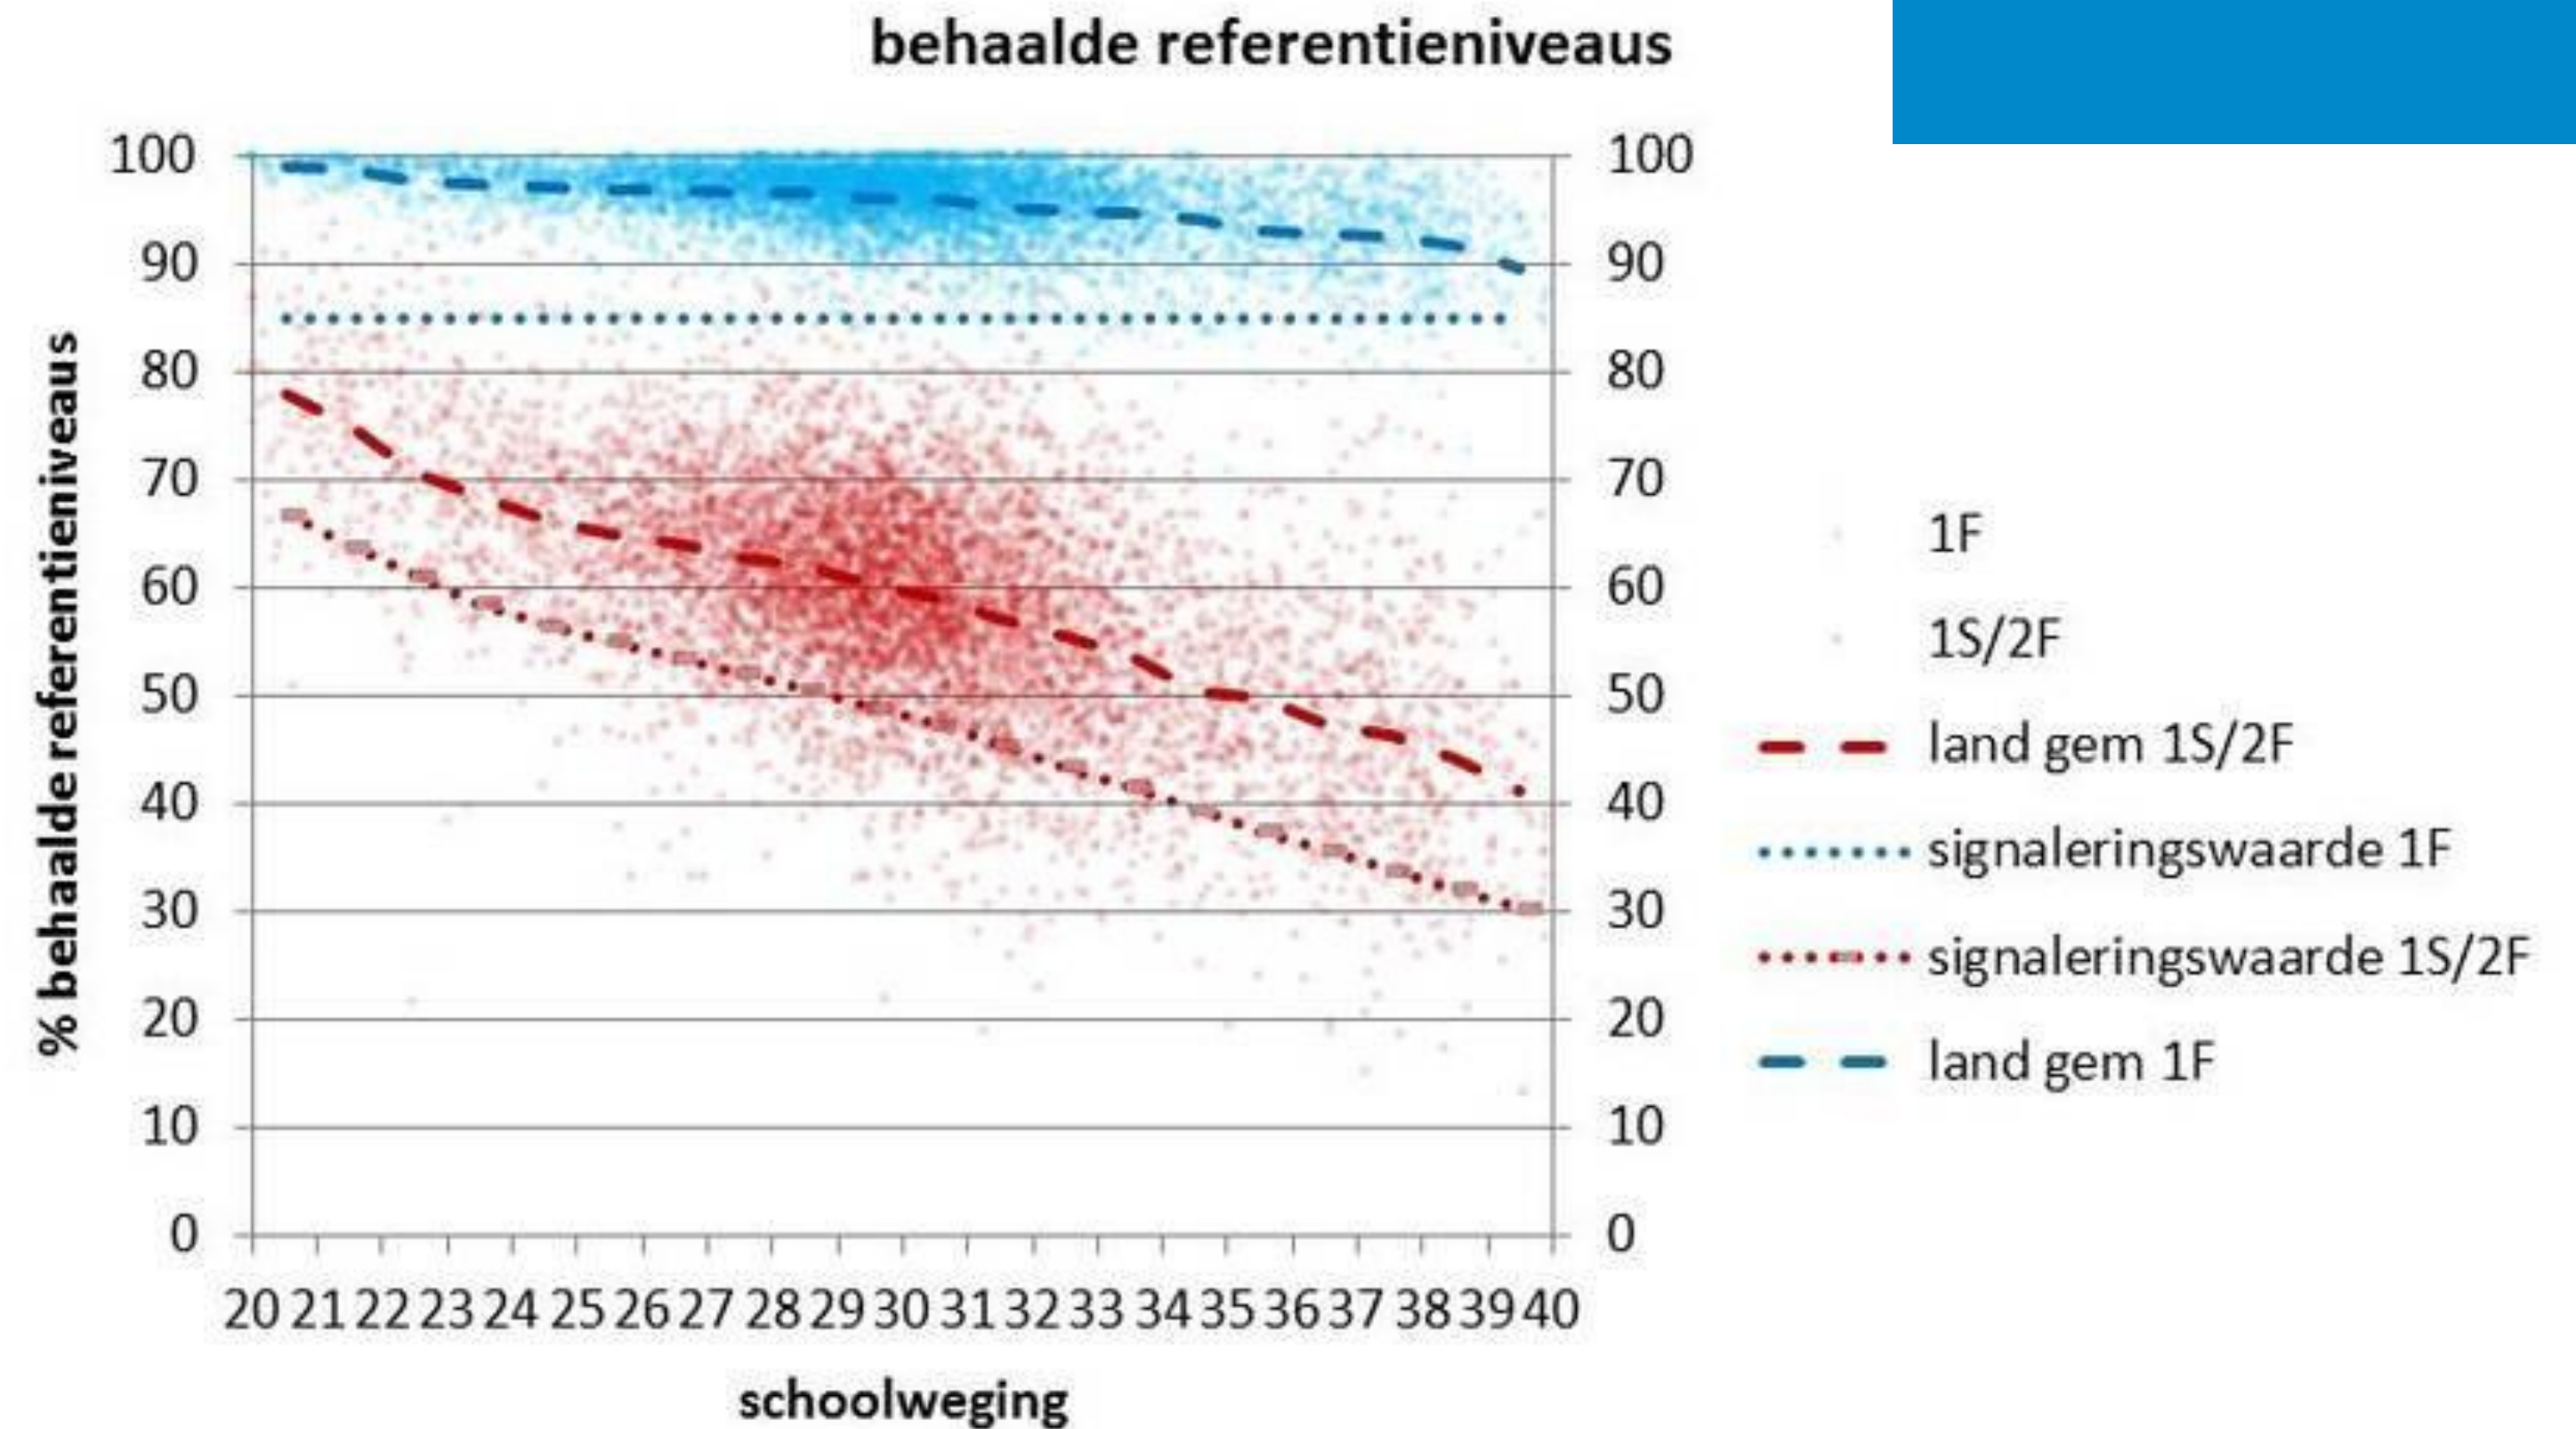 behaalde referentieniveaus
% behaalde referentieniveaus
100
90
80
70
60
50
40
30
20
10
0
100
90
80
70
60
50
40
30
20
10
0
20 21 22 23 24 25 26 27 28 29 30 31 32 33 34 35 36 37 38 39 40
schoolweging
1F
1S/2F
land gem 1S/2F
signaleringswaarde 1F
signaleringswaarde 1S/2F
land gem 1F